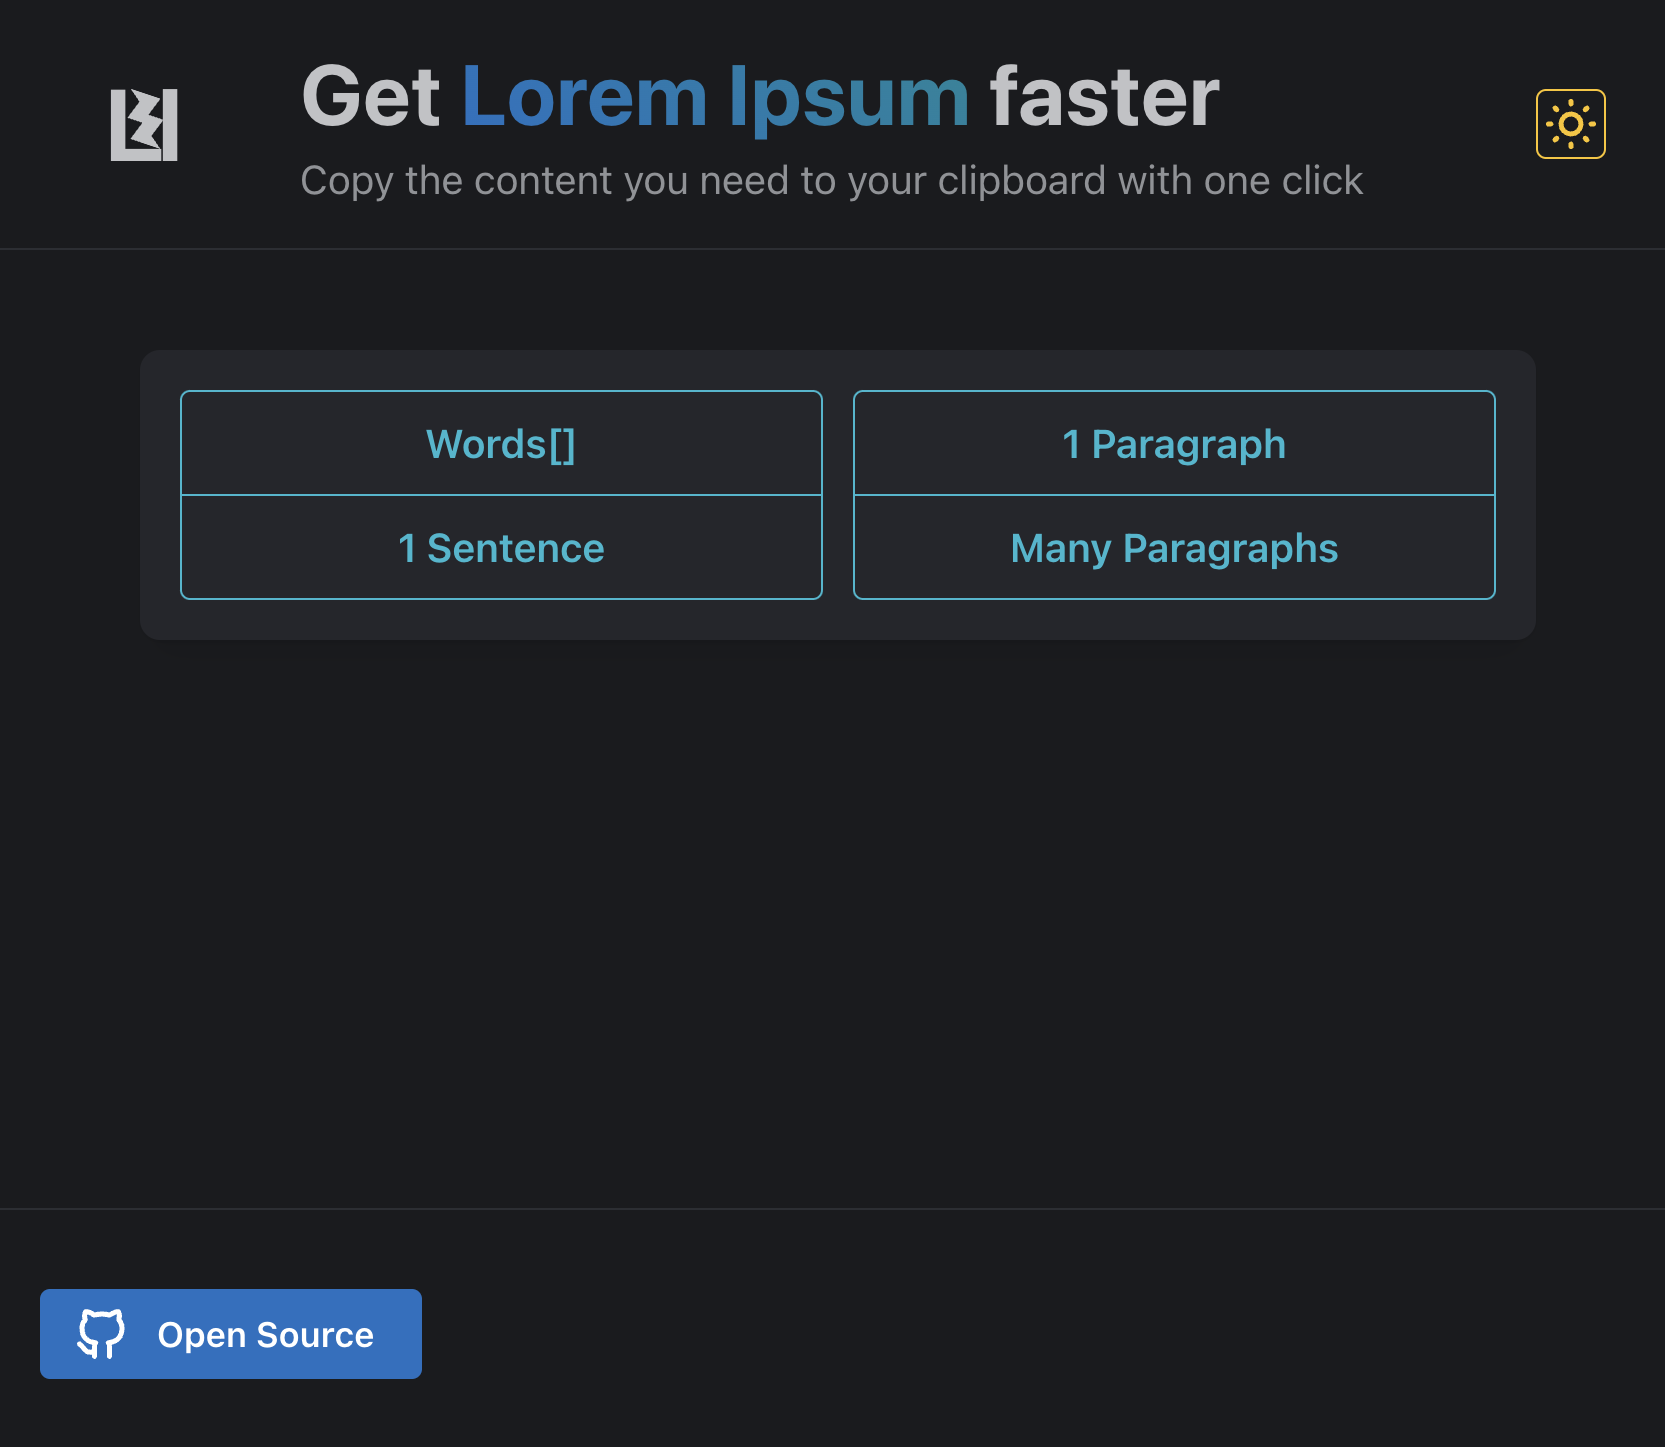 Get Lorem Ipsum faster
Copy the content you need to your clipboard with one click
Words[]
1 Sentence
1 Paragraph
Many Paragraphs
Open Source